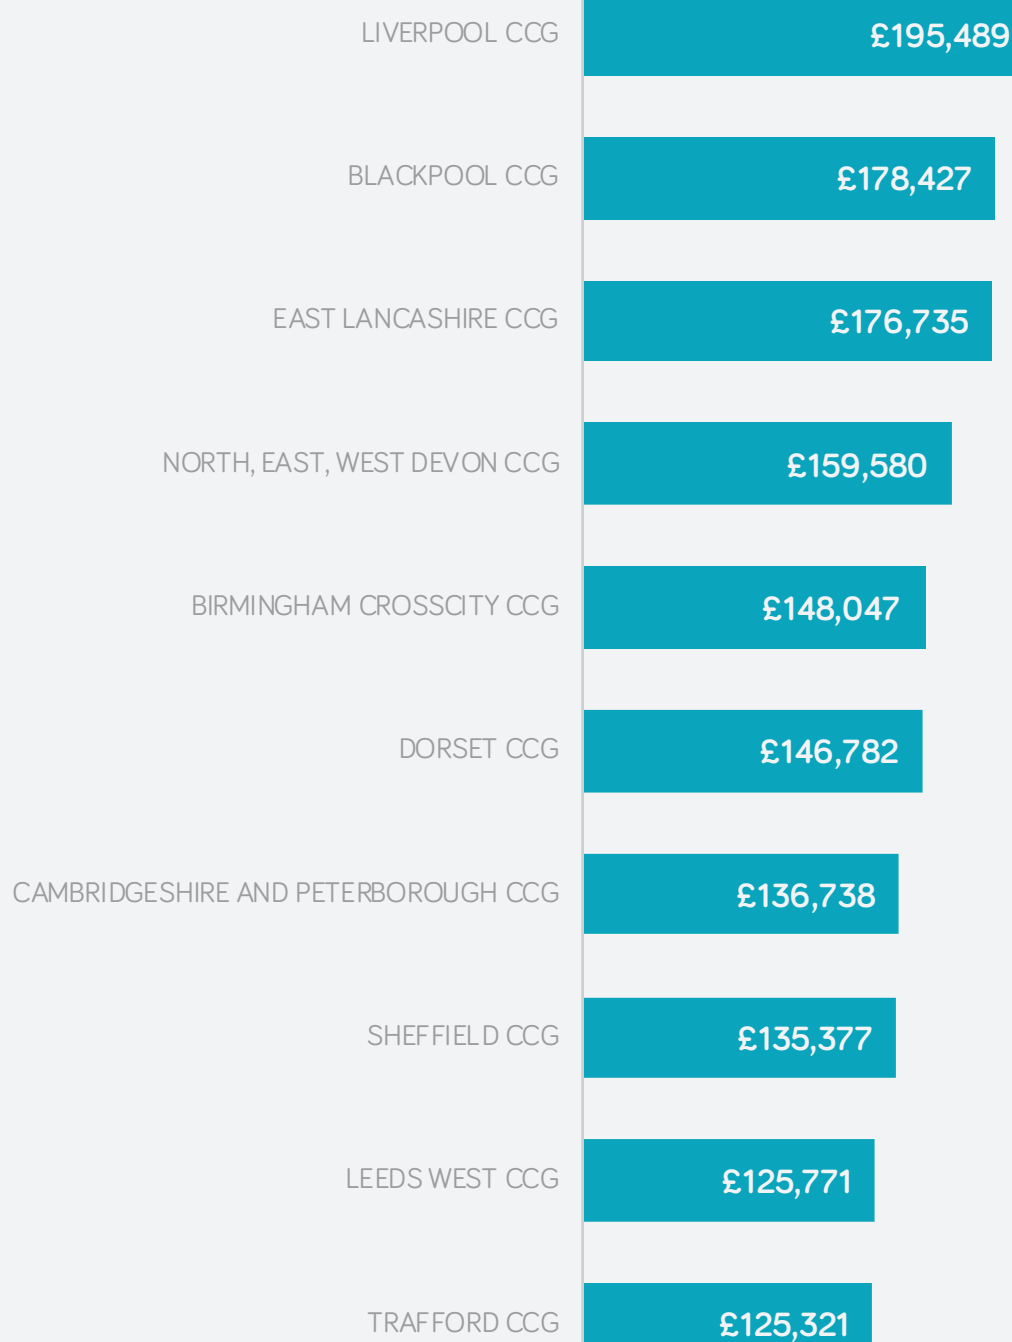 LIVERPOOL CCG £195,489
BLACKPOOL CCG £178,427
EAST LANCASHIRE CCG £176,735
NORTH, EAST, WEST DEVON CCG £159,580
BIRMINGHAM CROSSCITY CCG £148,047
DORSET CCG £146,782
CAMBRIDGESHIRE AND PETERBOROUGH CCG £136,738
SHEFFIELD CCG £135,377
LEEDS WEST CCG £125,771
TRAFFORD CCG £125,321